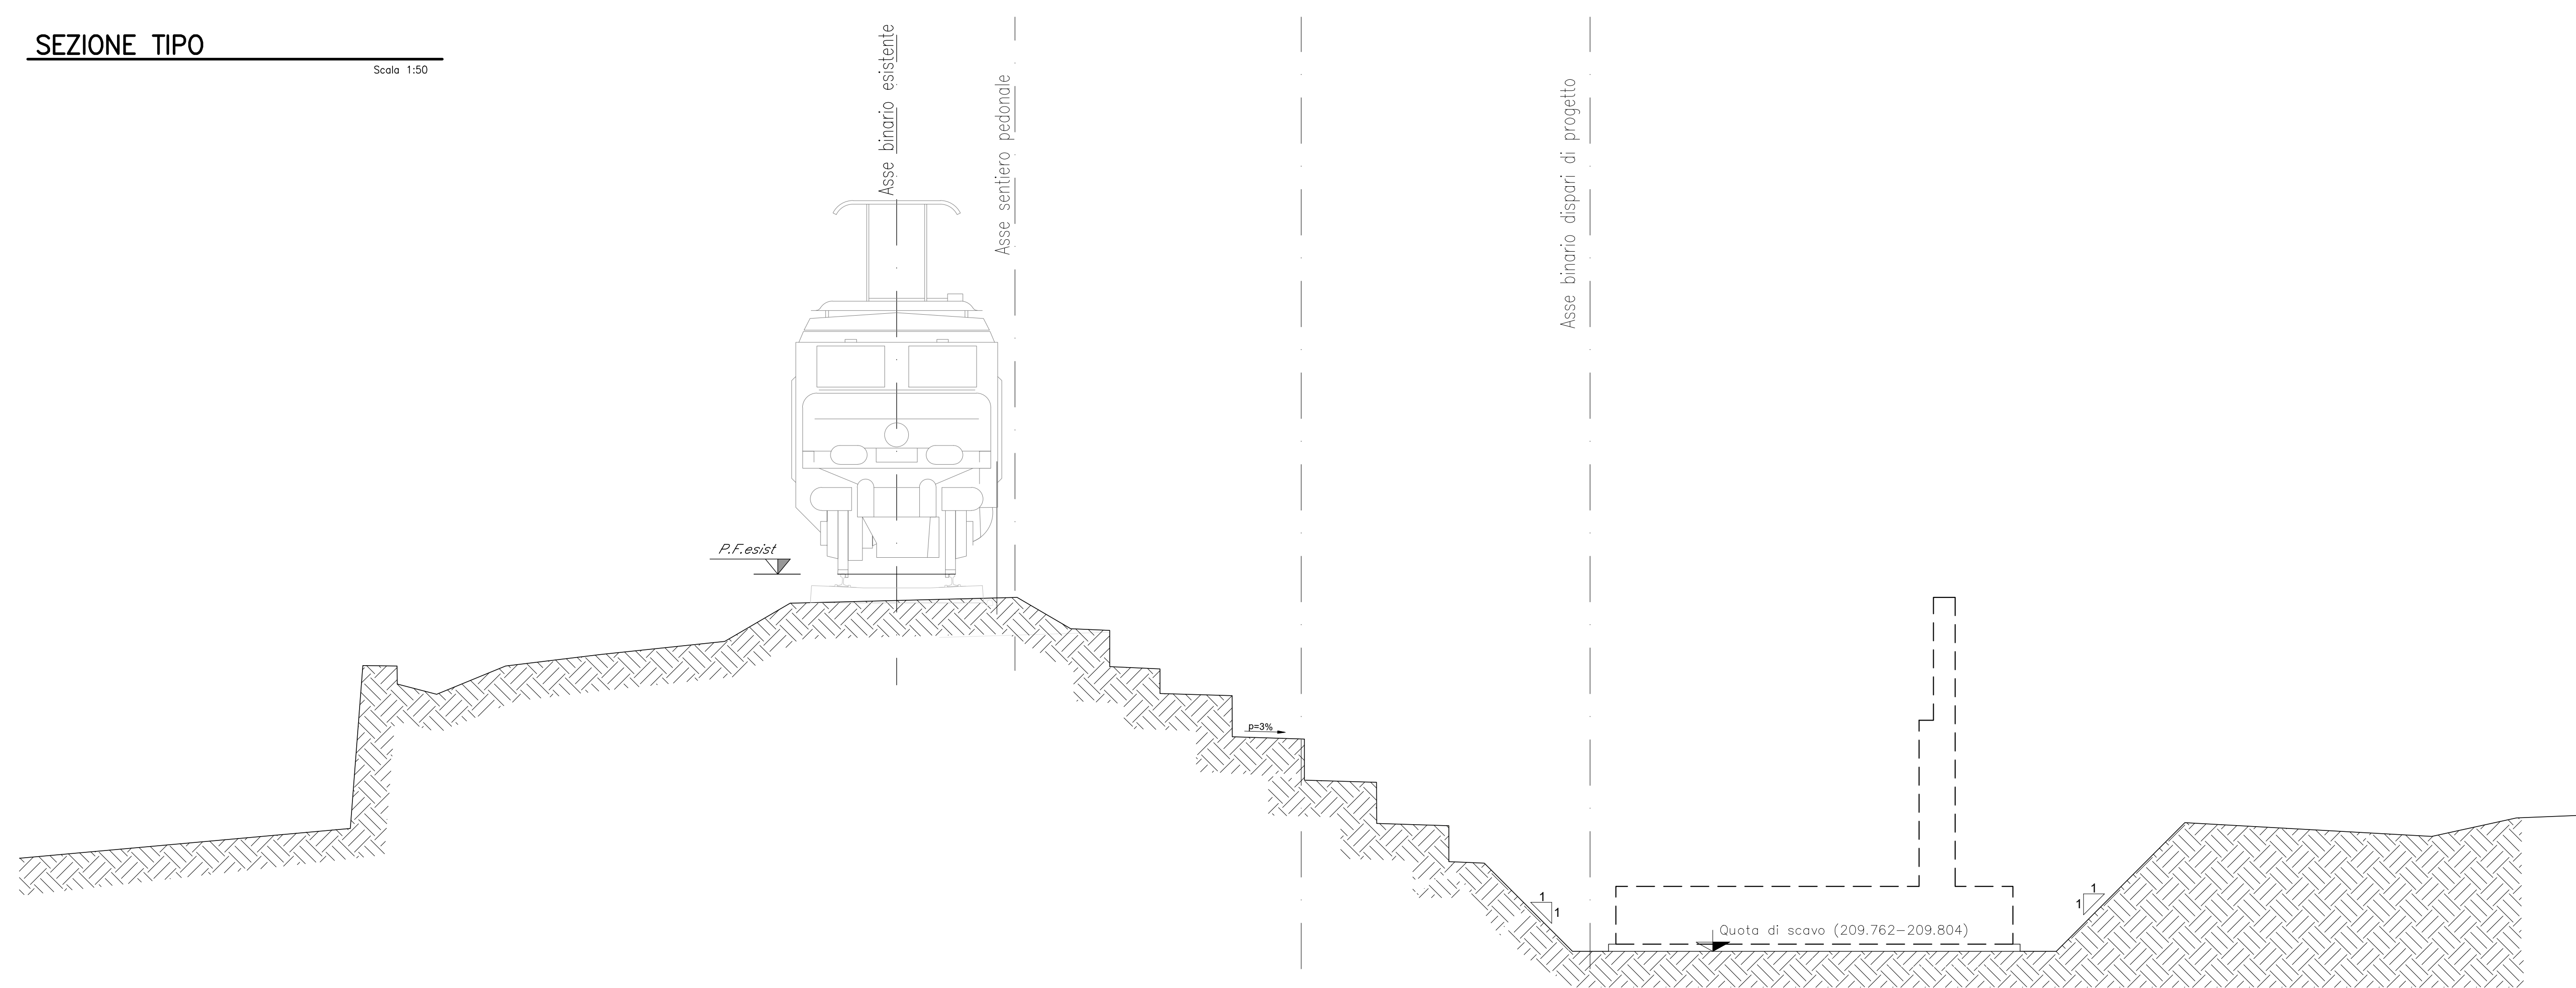 SEZIONE TIPO
Scala 1:50
Asse binario esistente
Asse sentiero pedonale
Asse binario dispari di progetto
P.F.esist
p=3%
1
1
1
1
Quota di scavo (209.762-209.804)